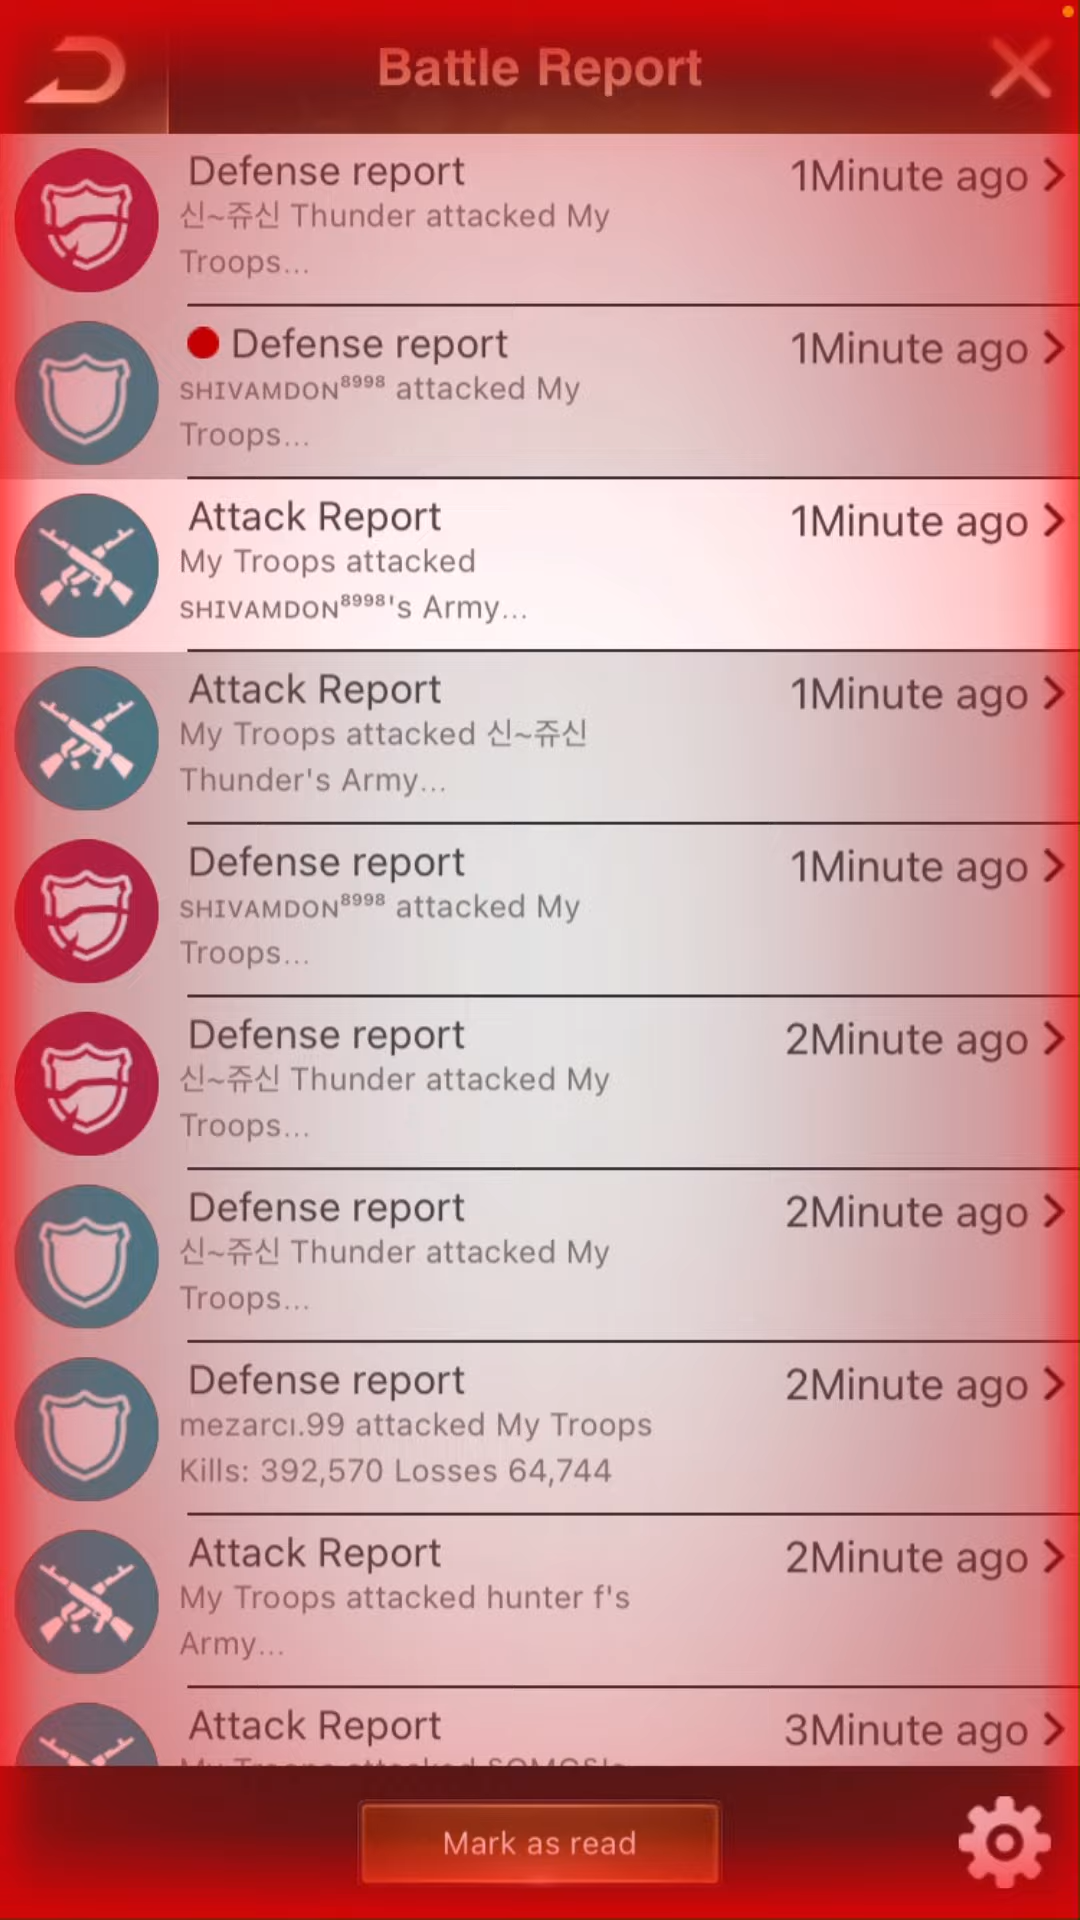 Battle Report
Defense report
1Minute ago
신~쥬신 Thunder attacked My
Troops...
Defense report
1Minute ago
SHIVAMDON⁸⁹⁹⁸ attacked My
Troops...
Attack Report
1Minute ago
My Troops attacked
SHIVAMDON⁸⁹⁹⁸'s Army...
Attack Report
1Minute ago
My Troops attacked 신~쥬신
Thunder's Army...
Defense report
1Minute ago
SHIVAMDON⁸⁹⁹⁸ attacked My
Troops...
Defense report
2Minute ago
신~쥬신 Thunder attacked My
Troops...
Defense report
2Minute ago
신~쥬신 Thunder attacked My
Troops...
Defense report
2Minute ago
mezarcı.99 attacked My Troops
Kills: 392,570 Losses 64,744
Attack Report
2Minute ago
My Troops attacked hunter f's
Army...
Attack Report
3Minute ago
My Troops attacked
Mark as read